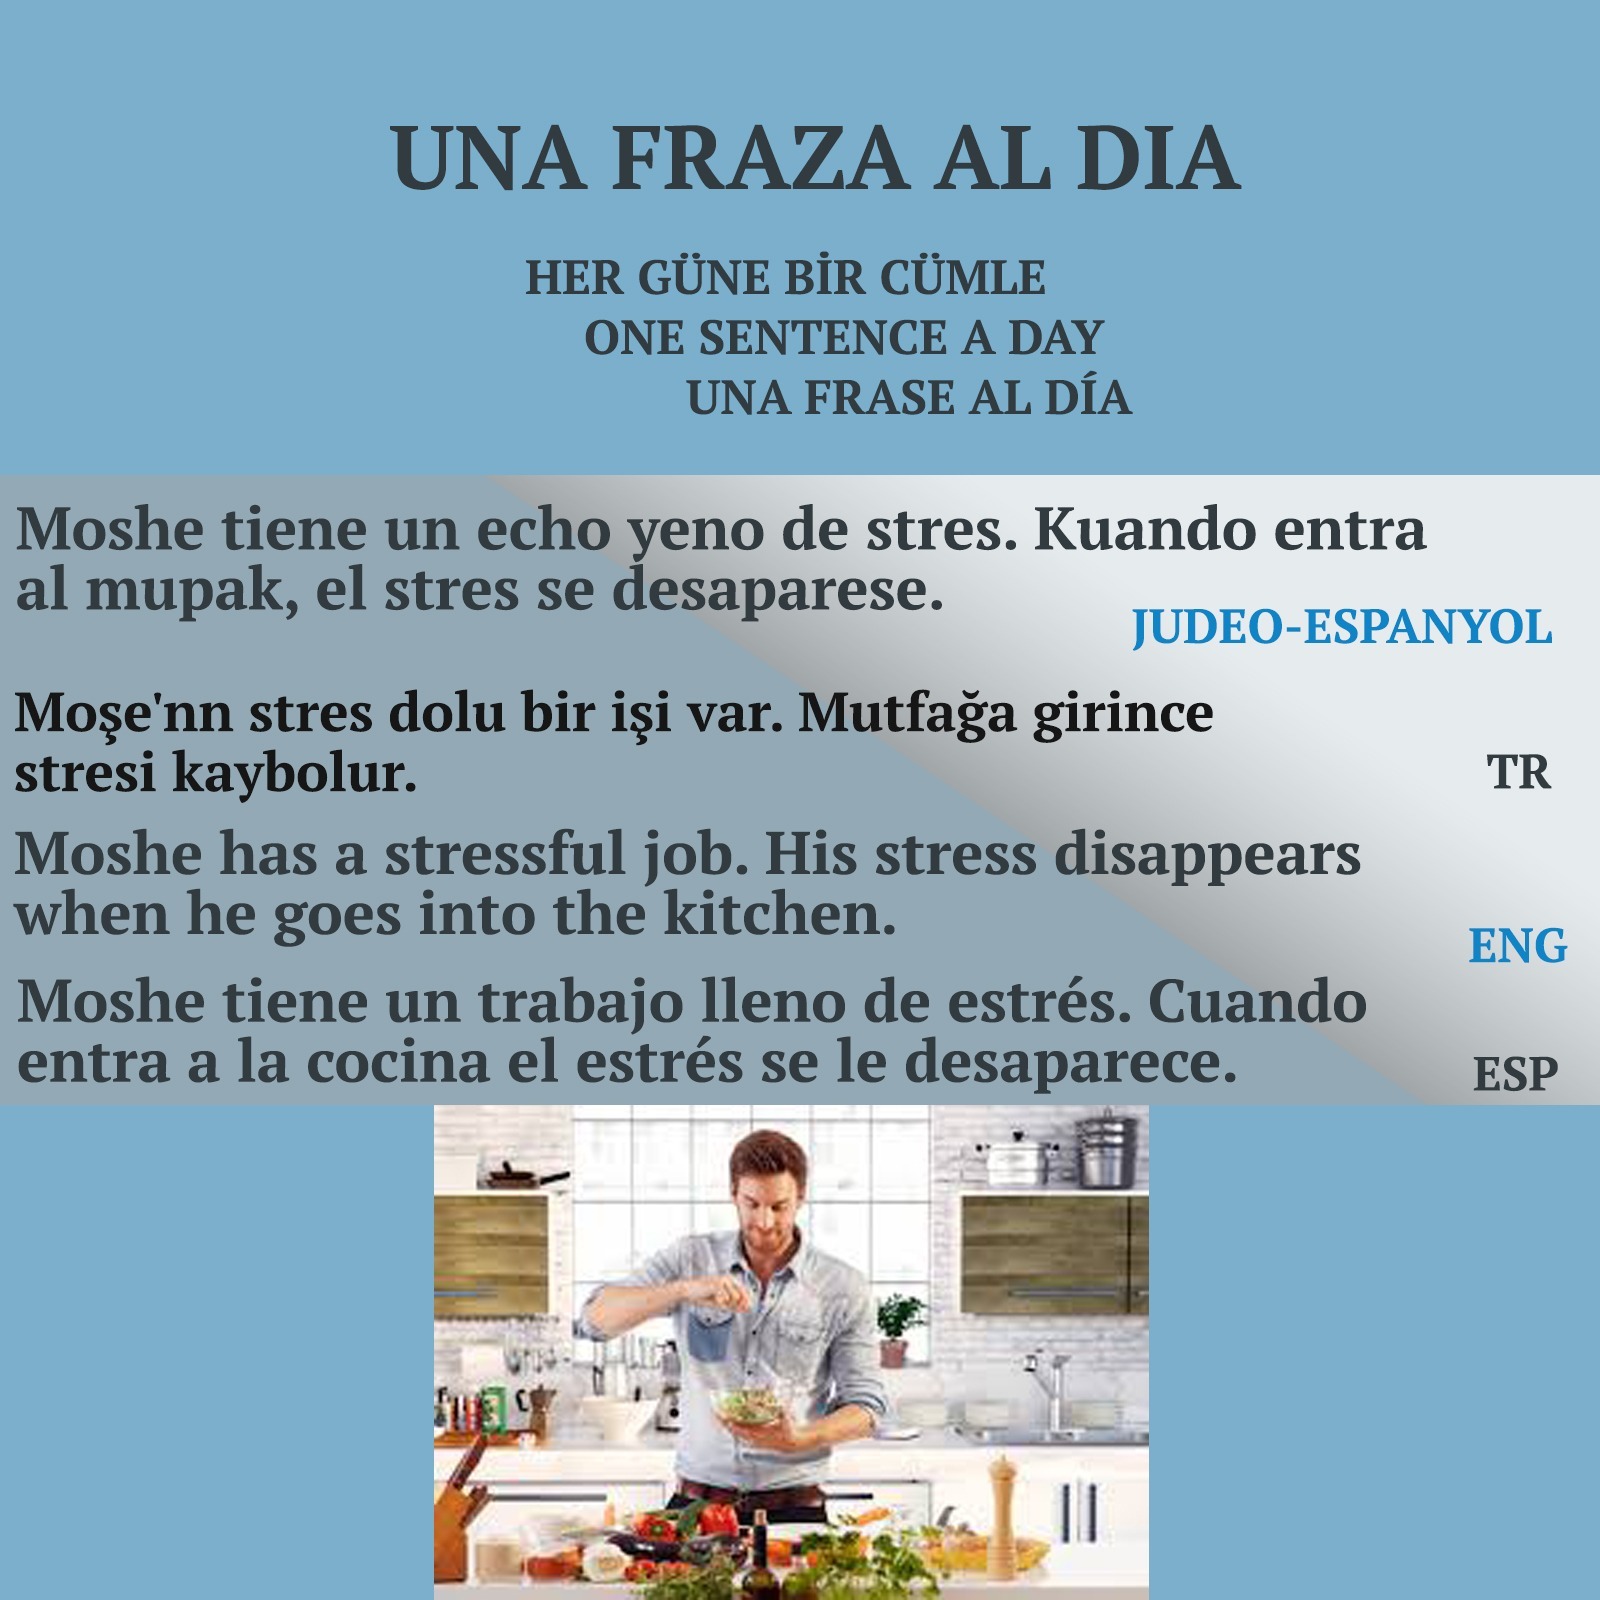 UNA FRAZA AL DIA
HER GÜNE BİR CÜMLE
ONE SENTENCE A DAY
UNA FRASE AL DÍA
Moshe tiene un echo yeno de stres. Kuando entra
al mupak, el stres se desaparese.
JUDEO-ESPANYOL
Moşe'nn stres dolu bir işi var. Mutfağa girince
stresi kaybolur.
TR
Moshe has a stressful job. His stress disappears
when he goes into the kitchen.
ENG
Moshe tiene un trabajo lleno de estrés. Cuando
entra a la cocina el estrés se le desaparece.
ESP